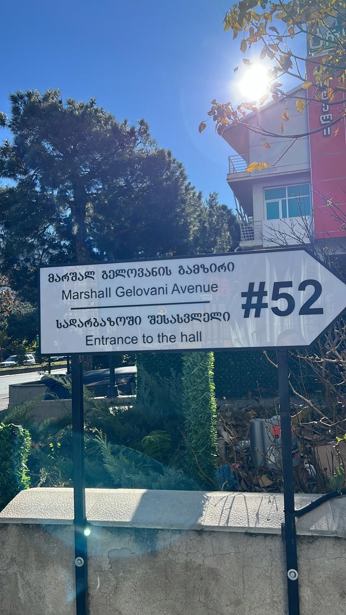 მარშალ გელოვანის გამზირი
Marshall Gelovani Avenue
#52
სადარბაზოში შესასვლელი
Entrance to the hall